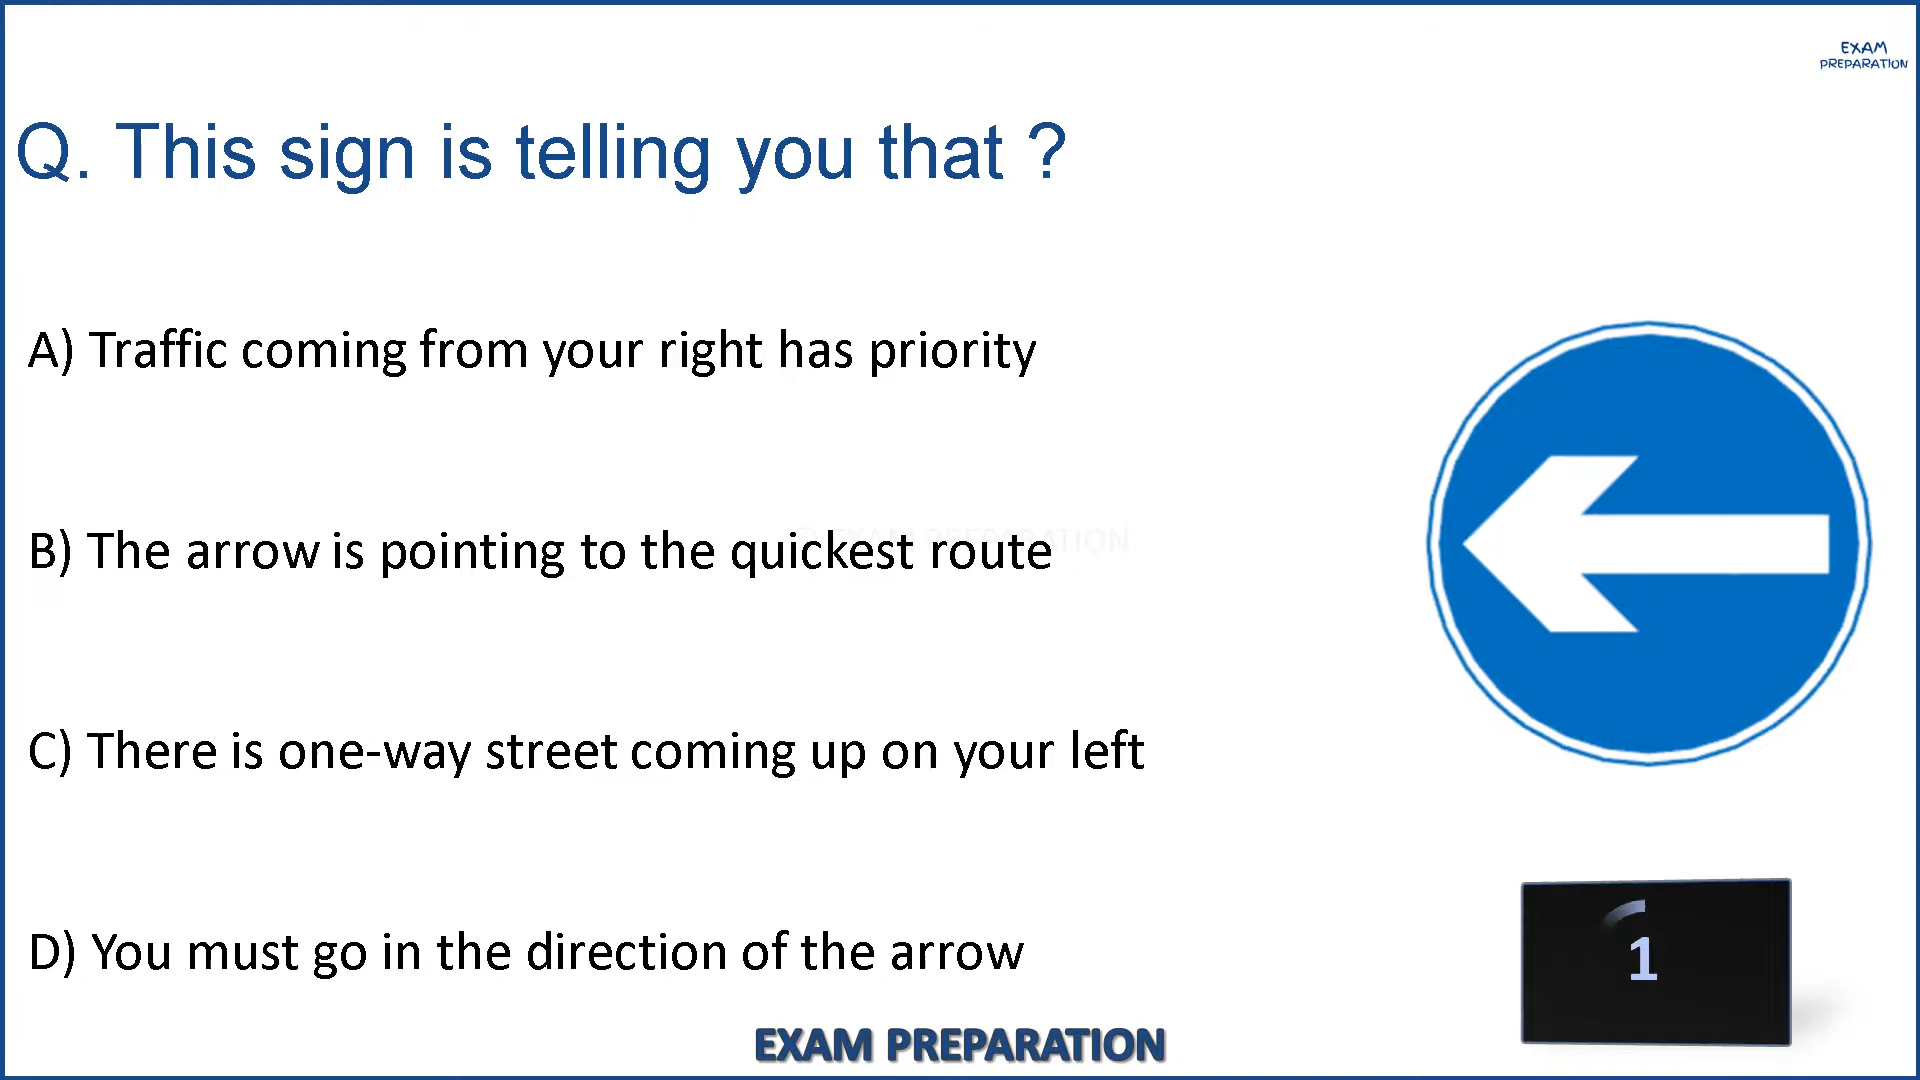 EXAM
PREPARATION
Q. This sign is telling you that ?
A) Traffic coming from your right has priority
B) The arrow is pointing to the quickest route
© EXAM PREPARATION
C) There is one-way street coming up on your left
D) You must go in the direction of the arrow
1
EXAM PREPARATION